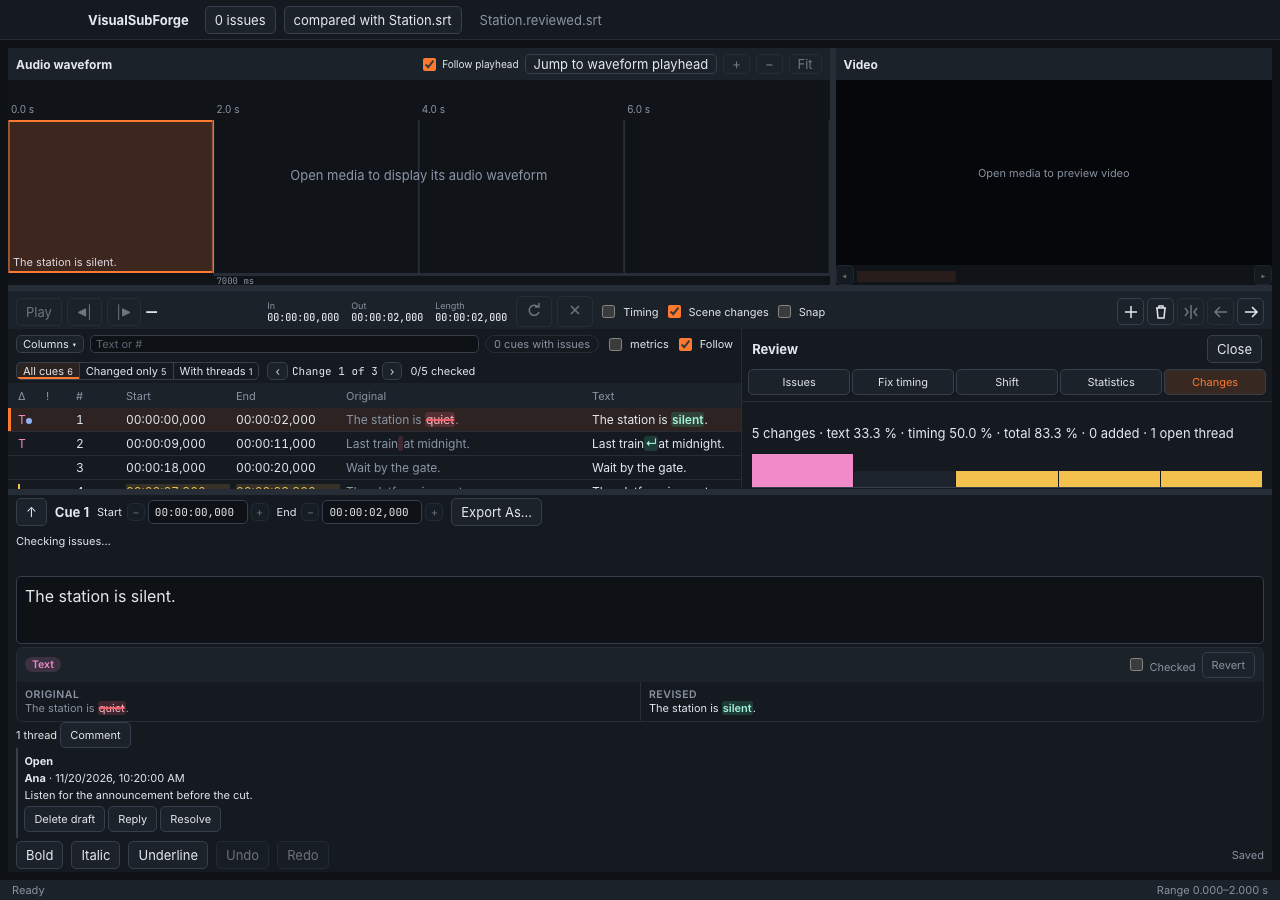 VisualSubForge 0 issues compared with Station.srt Station.reviewed.srt
Audio waveform Follow playhead Jump to waveform playhead + − Fit
Video
0.0 s 2.0 s 4.0 s 6.0 s
Open media to display its audio waveform
Open media to preview video
The station is silent.
7000 ms
Play
In Out Length
00:00:00,000 00:00:02,000 00:00:02,000
Timing Scene changes Snap
Columns Text or # 0 cues with issues metrics Follow
All cues 6 Changed only 5 With threads 1 ‹ Change 1 of 3 › 0/5 checked
Δ ! # Start End Original Text
T 1 00:00:00,000 00:00:02,000 The station is quiet. The station is silent.
T 2 00:00:09,000 00:00:11,000 Last train at midnight. Last train↵at midnight.
3 00:00:18,000 00:00:20,000 Wait by the gate. Wait by the gate.
Review Close
Issues Fix timing Shift Statistics Changes
5 changes · text 33.3 % · timing 50.0 % · total 83.3 % · 0 added · 1 open thread
↑ Cue 1 Start − 00:00:00,000 + End − 00:00:02,000 + Export As...
Checking issues...
The station is silent.
Text Checked Revert
ORIGINAL
The station is quiet.
REVISED
The station is silent.
1 thread Comment
Open
Ana · 11/20/2026, 10:20:00 AM
Listen for the announcement before the cut.
Delete draft Reply Resolve
Bold Italic Underline Undo Redo Saved
Ready Range 0.000–2.000 s